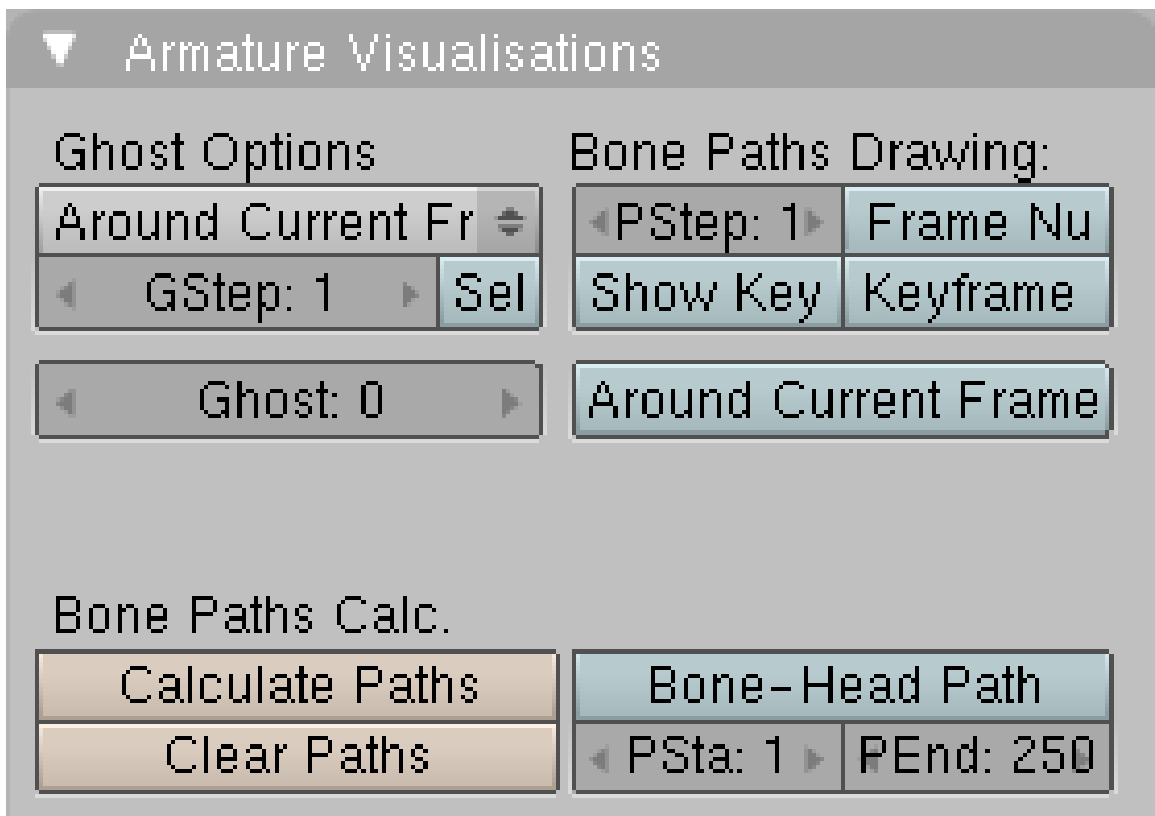 Armature Visualisations
Ghost Options
Bone Paths Drawing:
Around Current Fr
PStep: 1
Frame Nu
GStep: 1
Sel
Show Key
Keyframe
Ghost: 0
Around Current Frame
Bone Paths Calc.
Calculate Paths
Bone-Head Path
Clear Paths
PSta: 1
PEnd: 250